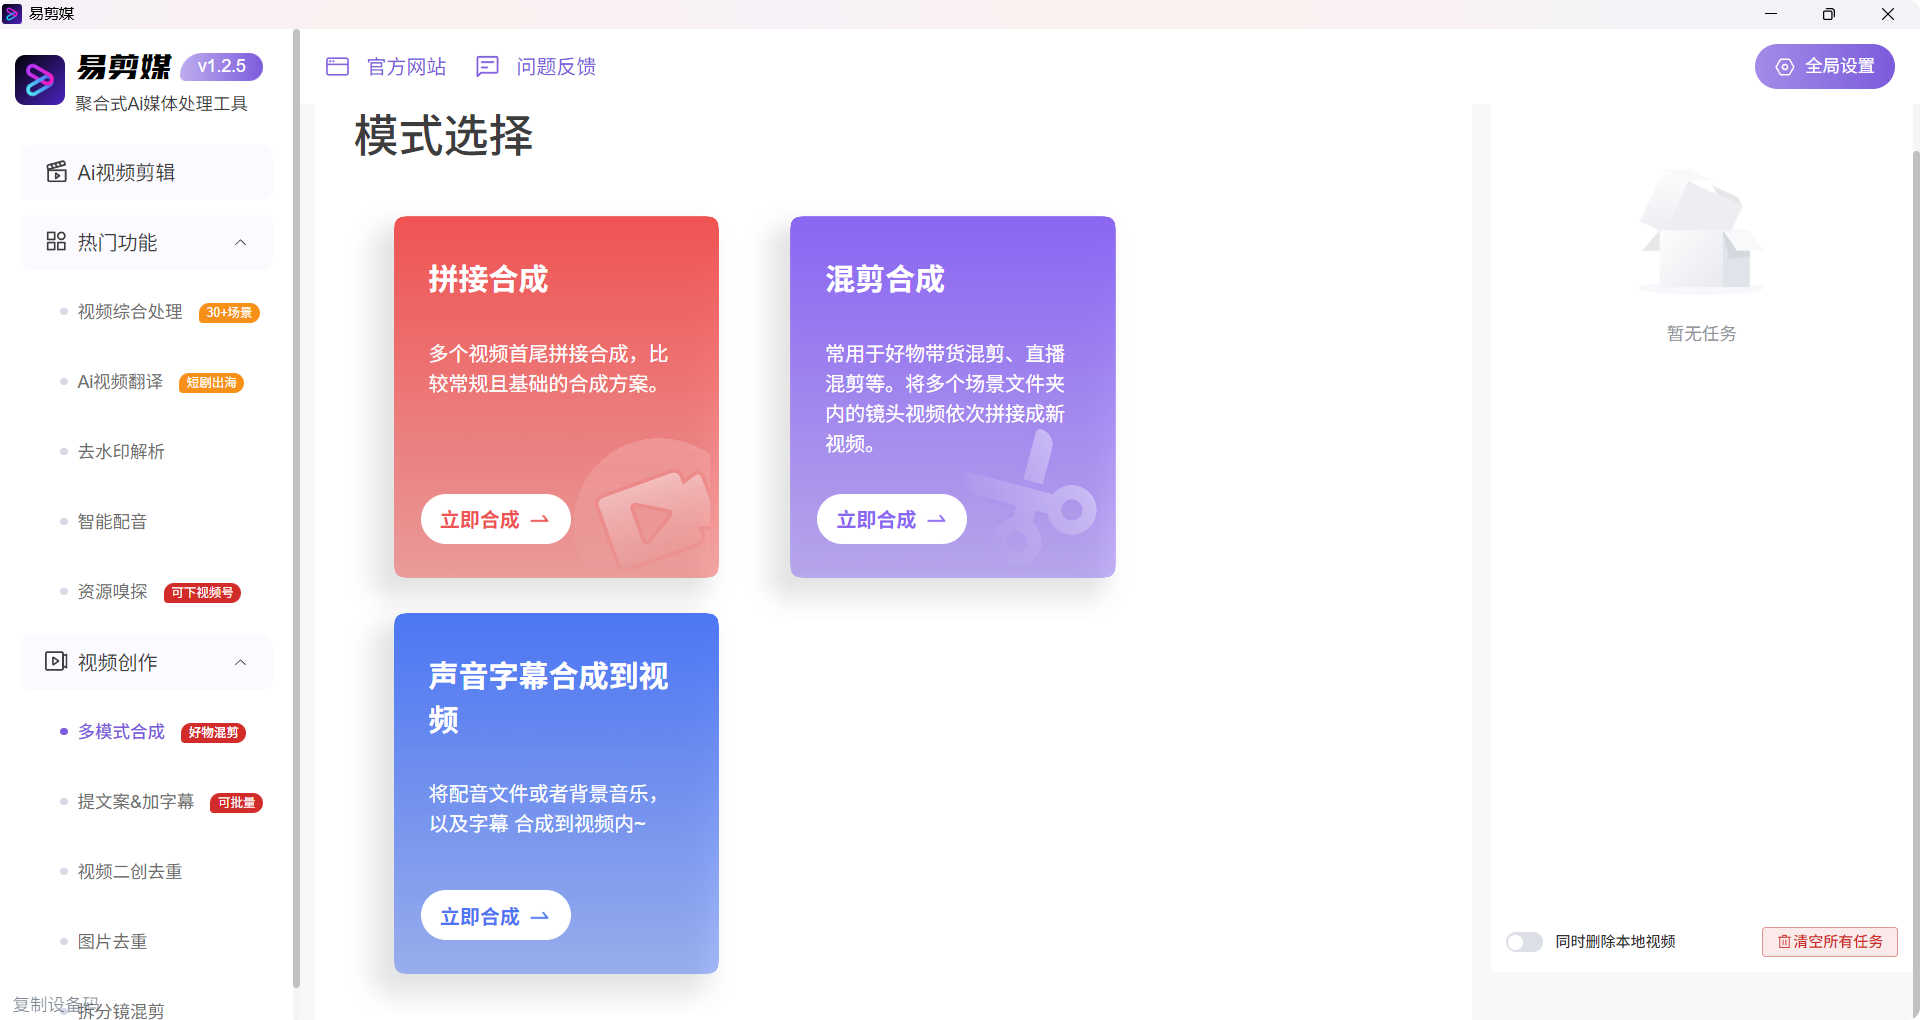 易剪媒
易剪媒 v1.2.5
聚合式Ai媒体处理工具
Ai视频剪辑
热门功能
视频综合处理 30+场景
Ai视频翻译 短剧出海
去水印解析
智能配音
资源嗅探 可下视频号
视频创作
多模式合成 好物混剪
提文案&加字幕 可批量
视频二创去重
图片去重
拆分镜混剪
复制设备码
官方网站 问题反馈
全局设置
模式选择
拼接合成
多个视频首尾拼接合成，比
较常规且基础的合成方案。
立即合成
混剪合成
常用于好物带货混剪、直播
混剪等。将多个场景文件夹
内的镜头视频依次拼接成新
视频。
立即合成
声音字幕合成到视
频
将配音文件或者背景音乐，
以及字幕 合成到视频内~
立即合成
暂无任务
同时删除本地视频
清空所有任务